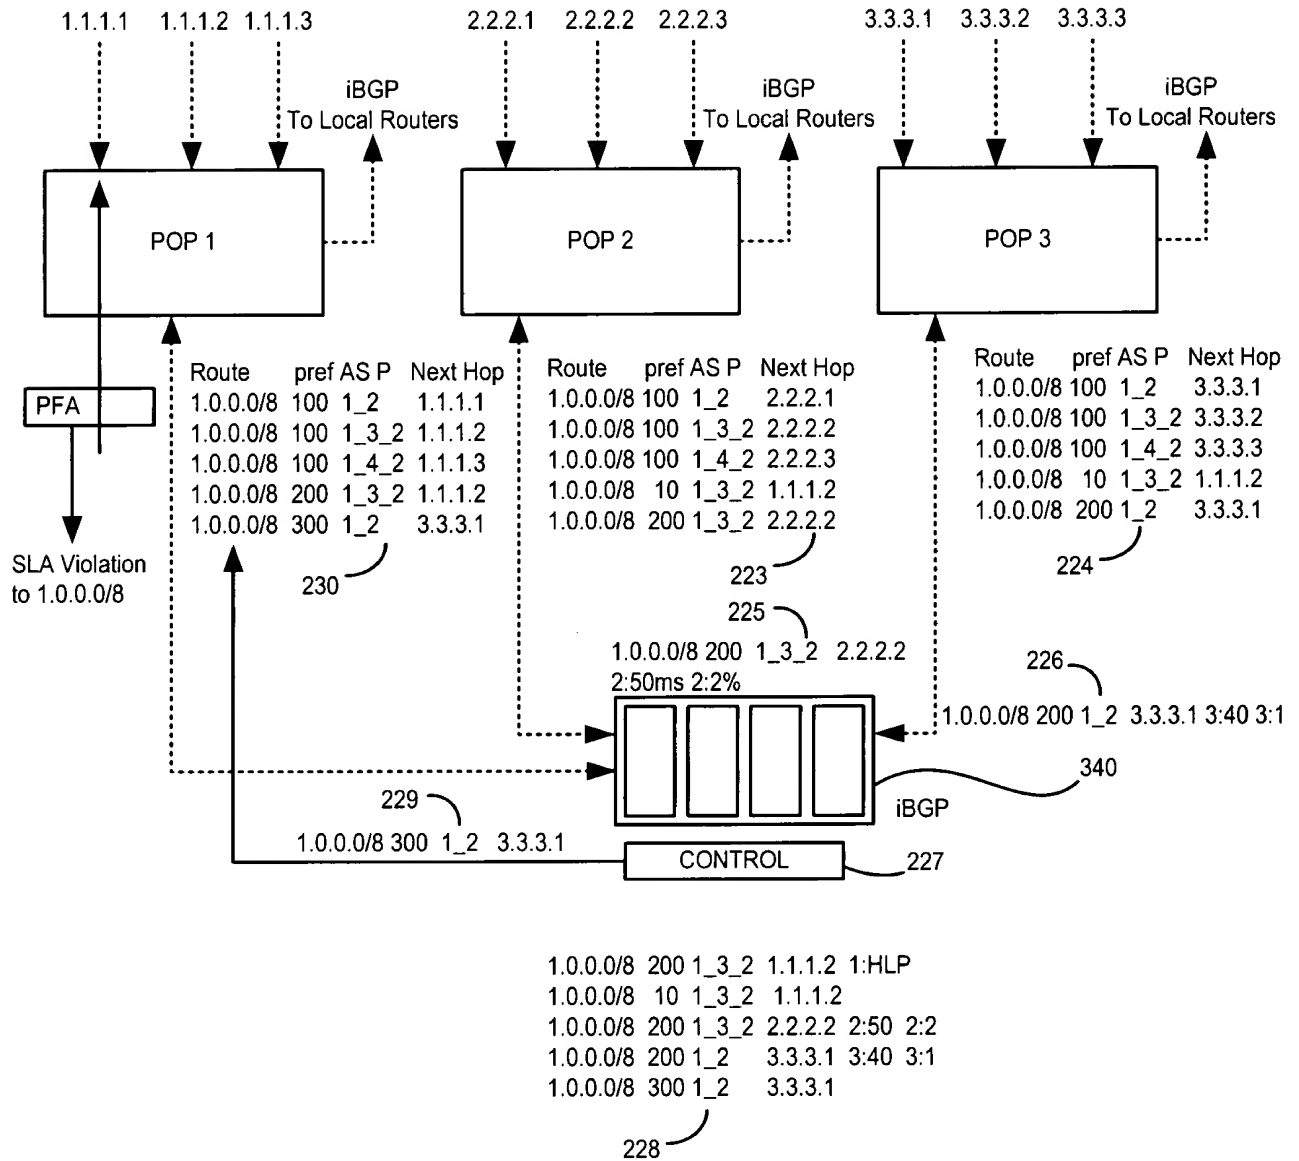 1.1.1.1 1.1.1.2 1.1.1.3 2.2.2.1 2.2.2.2 2.2.2.3 3.3.3.1 3.3.3.2 3.3.3.3
iBGP
To Local Routers
iBGP
To Local Routers
iBGP
To Local Routers
POP 1
POP 2
POP 3
PFA
SLA Violation
to 1.0.0.0/8
Route pref AS P Next Hop
1.0.0.0/8 100 1_2 1.1.1.1
1.0.0.0/8 100 1_3_2 1.1.1.2
1.0.0.0/8 100 1_4_2 1.1.1.3
1.0.0.0/8 200 1_3_2 1.1.1.2
1.0.0.0/8 300 1_2 3.3.3.1
230
Route pref AS P Next Hop
1.0.0.0/8 100 1_2 2.2.2.1
1.0.0.0/8 100 1_3_2 2.2.2.2
1.0.0.0/8 100 1_4_2 2.2.2.3
1.0.0.0/8 10 1_3_2 1.1.1.2
1.0.0.0/8 200 1_3_2 2.2.2.2
223
Route pref AS P Next Hop
1.0.0.0/8 100 1_2 3.3.3.1
1.0.0.0/8 100 1_3_2 3.3.3.2
1.0.0.0/8 100 1_4_2 3.3.3.3
1.0.0.0/8 10 1_3_2 1.1.1.2
1.0.0.0/8 200 1_2 3.3.3.1
224
225
1.0.0.0/8 200 1_3_2 2.2.2.2
2:50ms 2:2%
226
1.0.0.0/8 200 1_2 3.3.3.1 3:40 3:1
340
iBGP
229
1.0.0.0/8 300 1_2 3.3.3.1
CONTROL
227
1.0.0.0/8 200 1_3_2 1.1.1.2 1:HLP
1.0.0.0/8 10 1_3_2 1.1.1.2
1.0.0.0/8 200 1_3_2 2.2.2.2 2:50 2:2
1.0.0.0/8 200 1_2 3.3.3.1 3:40 3:1
1.0.0.0/8 300 1_2 3.3.3.1
228